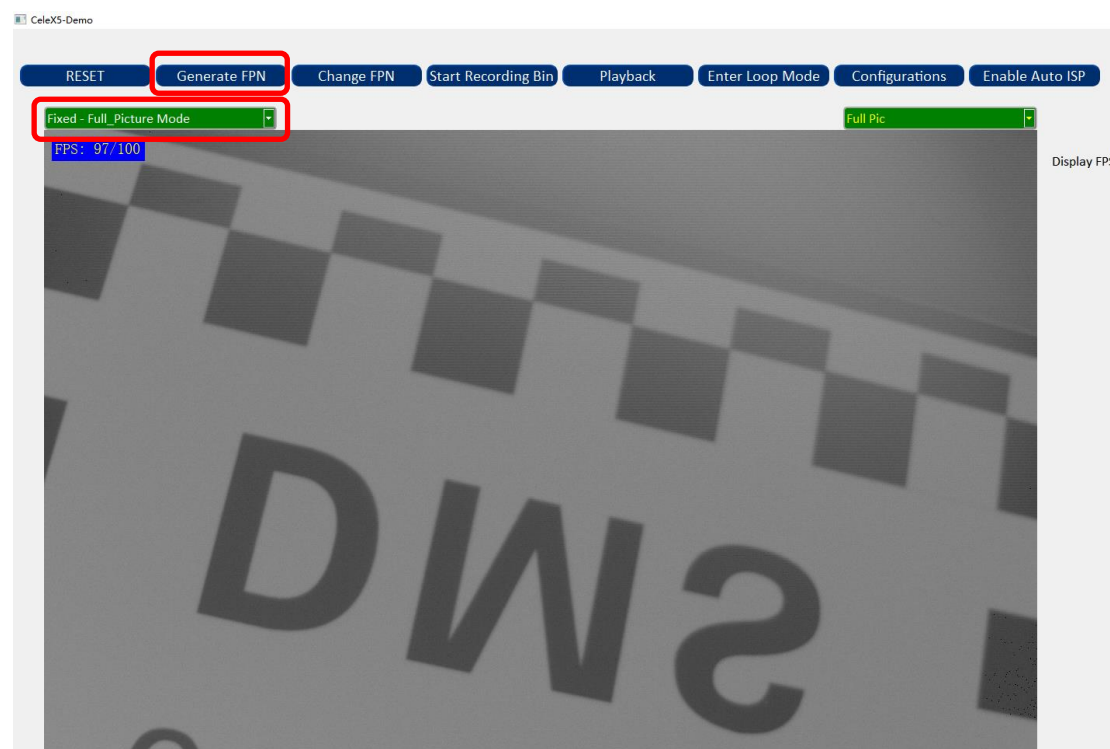 CeleX5-Demo
RESET Generate FPN Change FPN Start Recording Bin Playback Enter Loop Mode Configurations Enable Auto ISP
Fixed - Full_Picture Mode Full Pic
FPS: 97/100
Display FPS
DWS